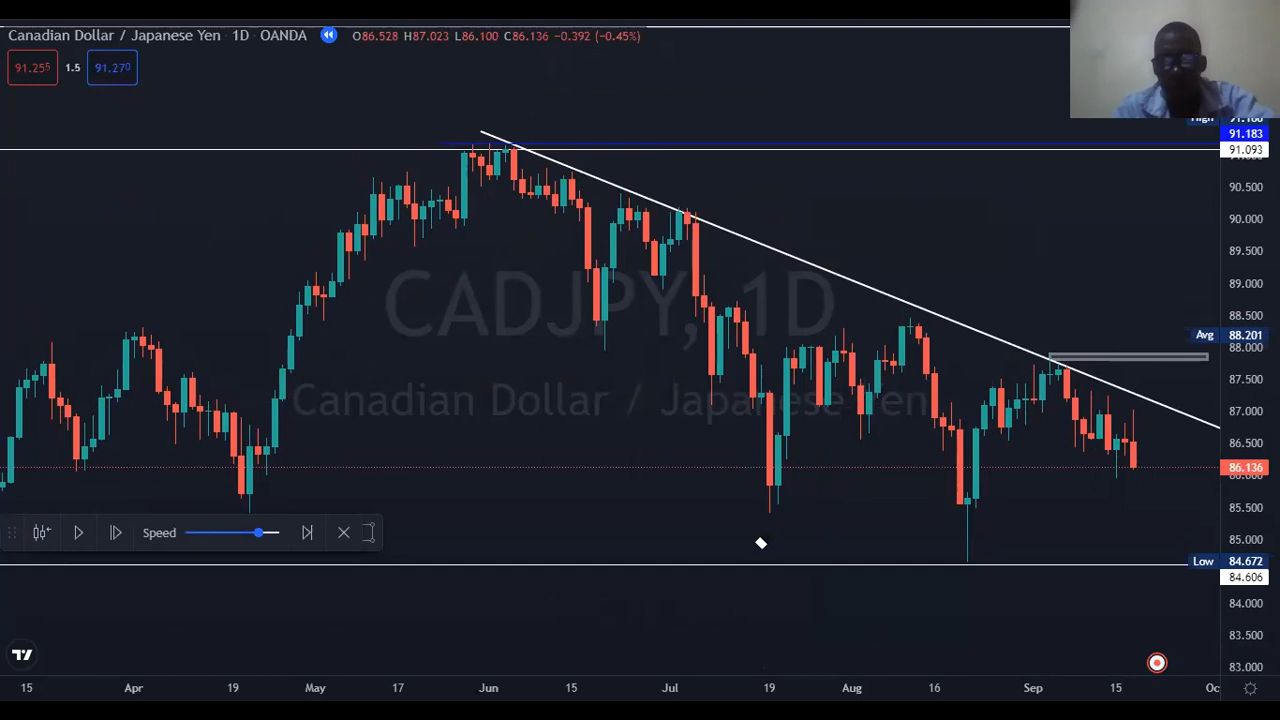 Canadian Dollar / Japanese Yen · 1D · OANDA O86.528 H87.023 L86.100 C86.136 −0.392 (−0.45%)
91.255 1.5 91.270
High 91.188
91.183
91.093
90.500
90.000
89.500
89.000
88.500
Avg 88.201
88.000
87.500
87.000
86.500
86.136
86.000
85.500
85.000
Low 84.672
84.606
84.000
83.500
83.000
CADJPY, 1D
Canadian Dollar / Japanese Yen
Speed
15 Apr 19 May 17 Jun 15 Jul 19 Aug 16 Sep 15 Oc